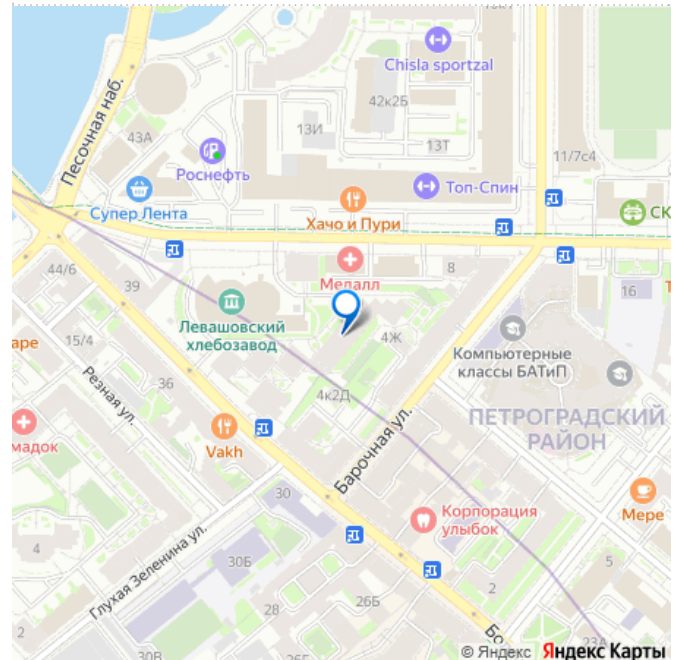 Chisla sportzal
42к2Б
13И
13Т
43А
Песочная наб.
Роснефть
11/7с4
Топ-Спин
Супер Лента
Хачо и Пури
СК
44/6
39
Медалл
8
16
Левашовский
хлебозавод
4Ж
Компьютерные
классы БАТиП
15/4
аре
Резная ул.
36
4к2Д
ПЕТРОГРАДСКИЙ
РАЙОН
мадок
Vakh
Барочная ул.
30
Корпорация
улыбок
Мере
4
Глухая Зеленина ул.
30Б
28
26Б
2
5
30В
Бо
23А
© Яндекс Яндекс Карты